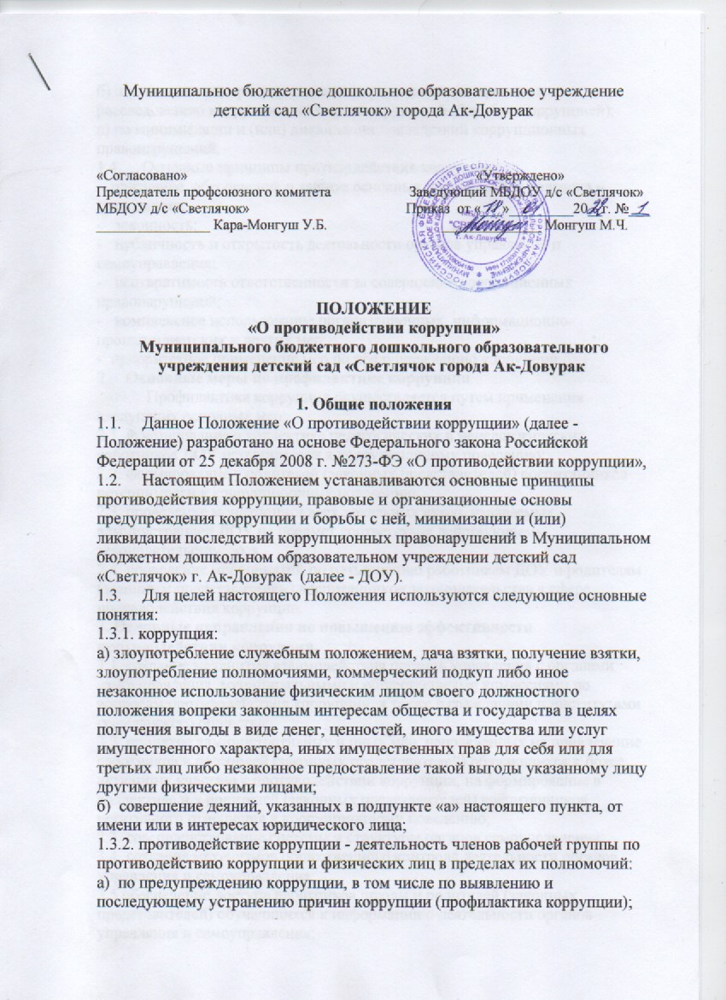 Муниципальное бюджетное дошкольное образовательное учреждение
детский сад «Светлячок» города Ак-Довурак
«Согласовано»
Председатель профсоюзного комитета
МБДОУ д/с «Светлячок»
_______________ Кара-Монгуш У.Б.
«Утверждено»
Заведующий МБДОУ д/с «Светлячок»
Приказ от « » 20 г. № 1
Монгуш М.Ч.
ПОЛОЖЕНИЕ
«О противодействии коррупции»
Муниципального бюджетного дошкольного образовательного
учреждения детский сад «Светлячок города Ак-Довурак
1. Общие положения
1.1. Данное Положение «О противодействии коррупции» (далее -
Положение) разработано на основе Федерального закона Российской
Федерации от 25 декабря 2008 г. №273-ФЭ «О противодействии коррупции»,
1.2. Настоящим Положением устанавливаются основные принципы
противодействия коррупции, правовые и организационные основы
предупреждения коррупции и борьбы с ней, минимизации и (или)
ликвидации последствий коррупционных правонарушений в Муниципальном
бюджетном дошкольном образовательном учреждении детский сад
«Светлячок» г. Ак-Довурак (далее - ДОУ).
1.3. Для целей настоящего Положения используются следующие основные
понятия:
1.3.1. коррупция:
а) злоупотребление служебным положением, дача взятки, получение взятки,
злоупотребление полномочиями, коммерческий подкуп либо иное
незаконное использование физическим лицом своего должностного
положения вопреки законным интересам общества и государства в целях
получения выгоды в виде денег, ценностей, иного имущества или услуг
имущественного характера, иных имущественных прав для себя или для
третьих лиц либо незаконное предоставление такой выгоды указанному лицу
другими физическими лицами;
б) совершение деяний, указанных в подпункте «а» настоящего пункта, от
имени или в интересах юридического лица;
1.3.2. противодействие коррупции - деятельность членов рабочей группы по
противодействию коррупции и физических лиц в пределах их полномочий:
а) по предупреждению коррупции, в том числе по выявлению и
последующему устранению причин коррупции (профилактика коррупции);